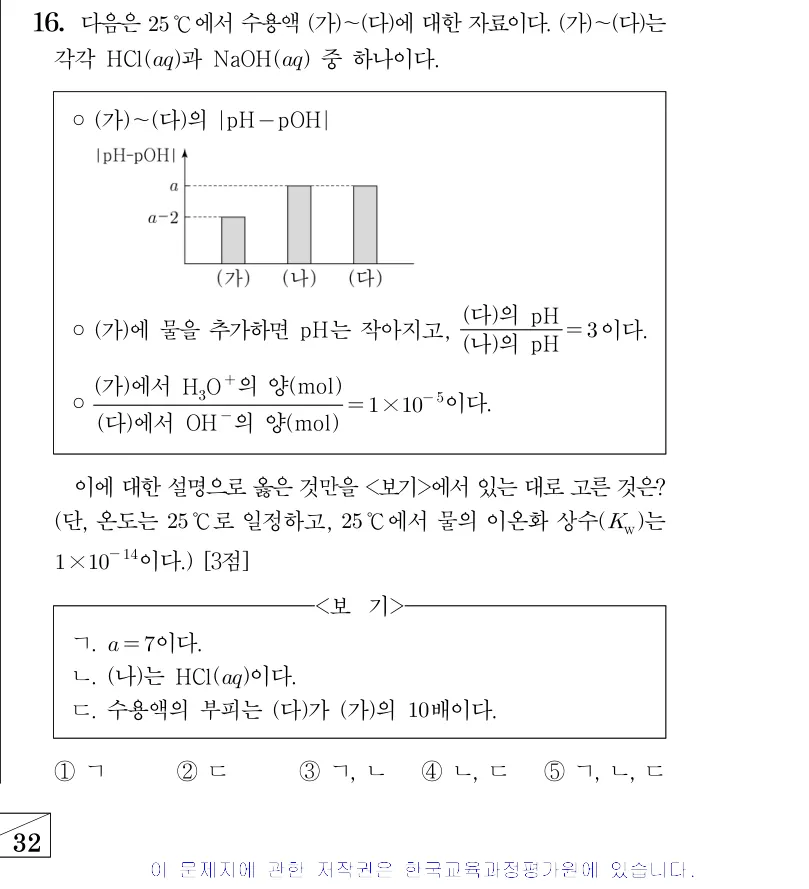 16. 다음은 25℃에서 수용액 (가)~(다)에 대한 자료이다. (가)~(다)는
각각 HCl(aq)과 NaOH(aq) 중 하나이다.
○ (가)~(다)의 |pH-pOH|
|pH-pOH|
a
a-2
(가) (나) (다)
○ (가)에 물을 추가하면 pH는 작아지고, (다)의 pH/(나)의 pH = 3이다.
○ (가)에서 H₃O⁺의 양(mol)/(다)에서 OH⁻의 양(mol) = 1×10⁻⁵이다.
이에 대한 설명으로 옳은 것만을 <보기>에서 있는 대로 고른 것은?
(단, 온도는 25℃로 일정하고, 25℃에서 물의 이온화 상수(Kw)는
1×10⁻¹⁴이다.) [3점]
<보 기>
ㄱ. a=7이다.
ㄴ. (나)는 HCl(aq)이다.
ㄷ. 수용액의 부피는 (다)가 (가)의 10배이다.
① ㄱ ② ㄷ ③ ㄱ, ㄴ ④ ㄴ, ㄷ ⑤ ㄱ, ㄴ, ㄷ
32
이 문제지에 관한 저작권은 한국교육과정평가원에 있습니다.